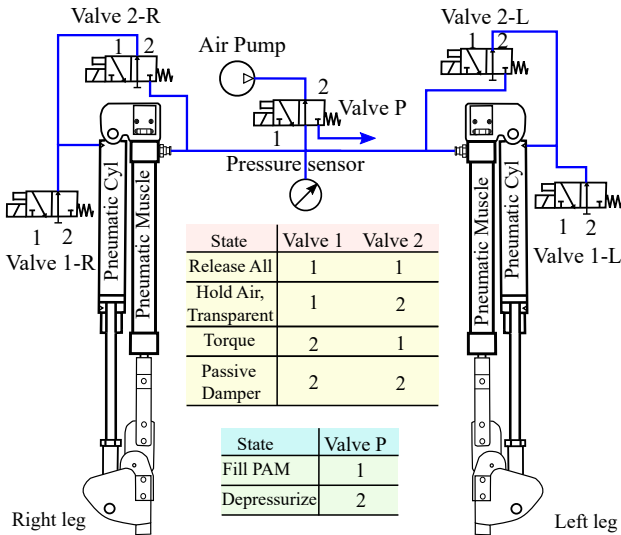 Valve 2-R
1 2
Air Pump
2
Valve P
1
Valve 2-L
1 2
Pressure sensor
Pneumatic Cyl
Pneumatic Muscle
Pneumatic Muscle
Pneumatic Cyl
1 2
Valve 1-R
1 2
Valve 1-L
State Valve 1 Valve 2
Release All 1 1
Hold Air,
Transparent 1 2
Torque 2 1
Passive
Damper 2 2
State Valve P
Fill PAM 1
Depressurize 2
Right leg
Left leg